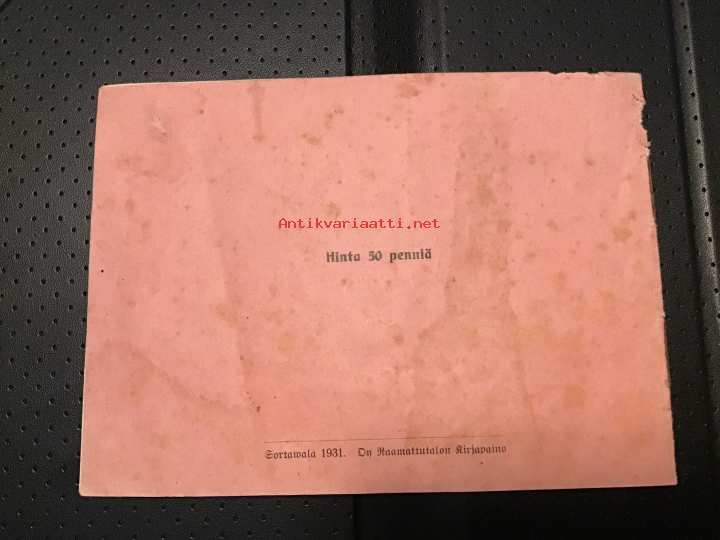 Antikvariaatti.net
Hinta 50 penniä
Sortawala 1931. Oy Raamattutalon Kirjapaino